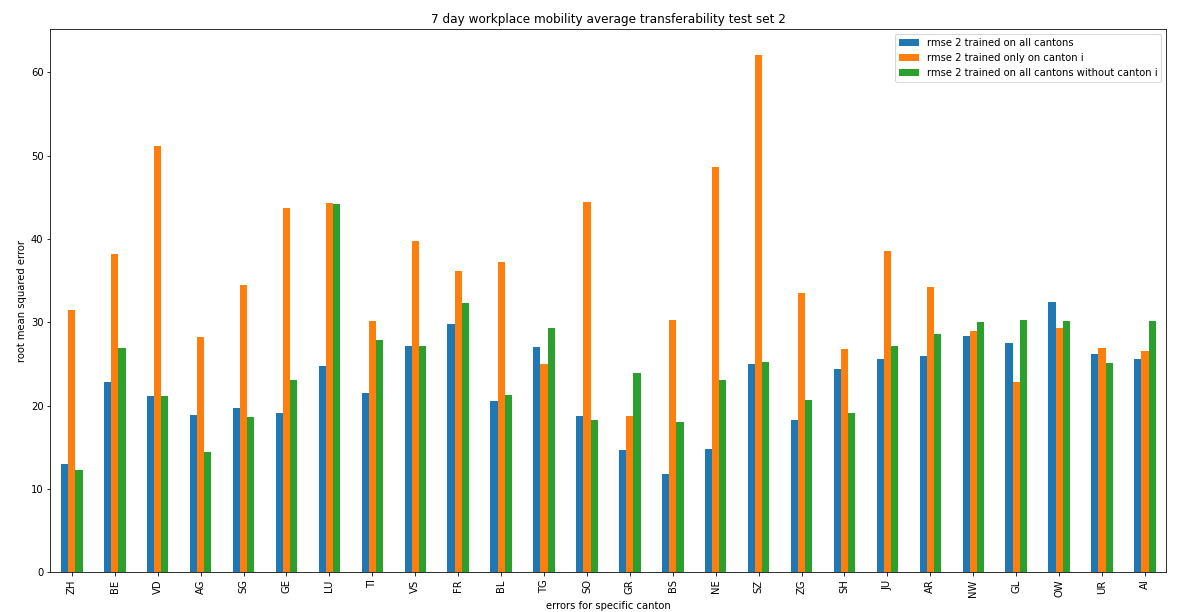 7 day workplace mobility average transferability test set 2
rmse 2 trained on all cantons
rmse 2 trained only on canton i
rmse 2 trained on all cantons without canton i
root mean squared error
60
50
40
30
20
10
0
ZH BE VD AG SG GE LU TI VS FR BL TG SO GR BS NE SZ ZG SH JU AR NW GL OW UR AI
errors for specific canton